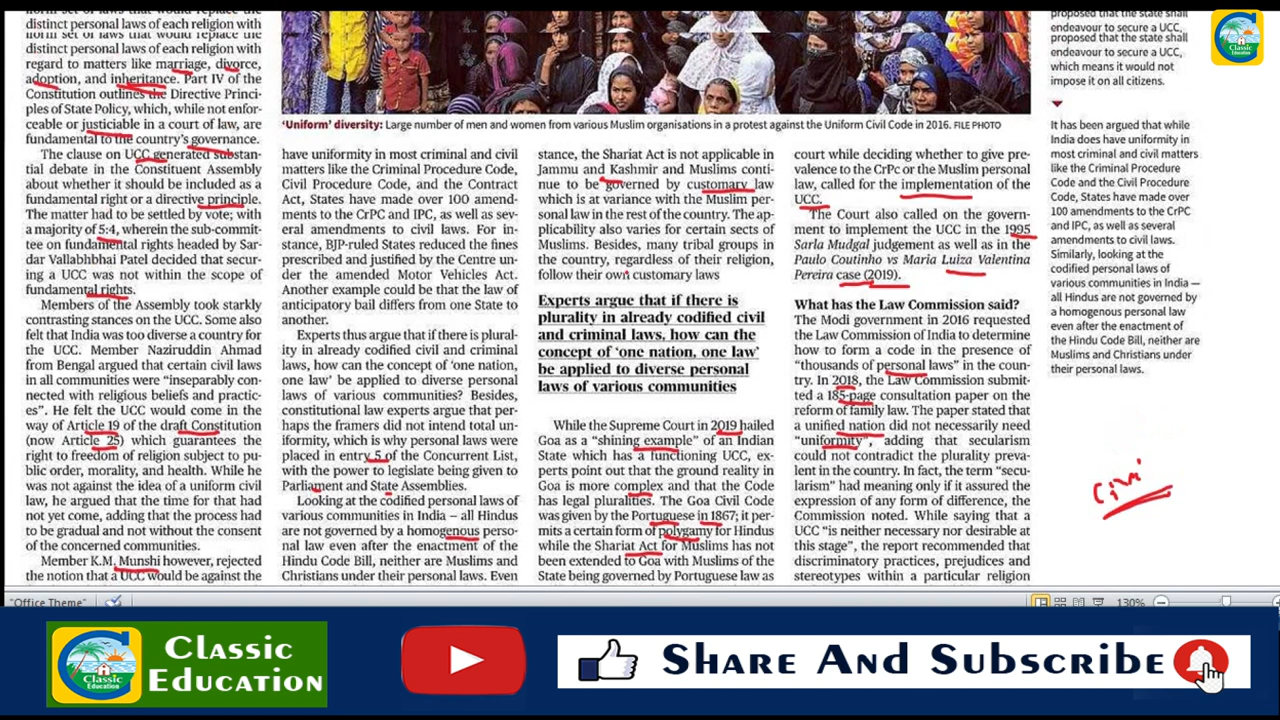 norm set of laws that would replace the
distinct personal laws of each religion with
norm set of laws that would replace the
distinct personal laws of each religion with
regard to matters like marriage, divorce,
adoption, and inheritance. Part IV of the
Constitution outlines the Directive Princi-
ples of State Policy, which, while not enfor-
ceable or justiciable in a court of law, are
fundamental to the country's governance.
The clause on UCC generated substan-
tial debate in the Constituent Assembly
about whether it should be included as a
fundamental right or a directive principle.
The matter had to be settled by vote; with
a majority of 5:4, wherein the sub-commit-
tee on fundamental rights headed by Sar-
dar Vallabhbhai Patel decided that secur-
ing a UCC was not within the scope of
fundamental rights.
Members of the Assembly took starkly
contrasting stances on the UCC. Some also
felt that India was too diverse a country for
the UCC. Member Naziruddin Ahmad
from Bengal argued that certain civil laws
in all communities were "inseparably con-
nected with religious beliefs and practic-
es". He felt the UCC would come in the
way of Article 19 of the draft Constitution
(now Article 25) which guarantees the
right to freedom of religion subject to pu-
blic order, morality, and health. While he
was not against the idea of a uniform civil
law, he argued that the time for that had
not yet come, adding that the process had
to be gradual and not without the consent
of the concerned communities.
Member K.M. Munshi however, rejected
the notion that a UCC would be against the
'Uniform' diversity: Large number of men and women from various Muslim organisations in a protest against the Uniform Civil Code in 2016. FILE PHOTO
have uniformity in most criminal and civil
matters like the Criminal Procedure Code,
Civil Procedure Code, and the Contract
Act, States have made over 100 amend-
ments to the CrPC and IPC, as well as sev-
eral amendments to civil laws. For in-
stance, BJP-ruled States reduced the fines
prescribed and justified by the Centre un-
der the amended Motor Vehicles Act.
Another example could be that the law of
anticipatory bail differs from one State to
another.
Experts thus argue that if there is plural-
ity in already codified civil and criminal
laws, how can the concept of 'one nation,
one law' be applied to diverse personal
laws of various communities? Besides,
constitutional law experts argue that per-
haps the framers did not intend total un-
iformity, which is why personal laws were
placed in entry 5 of the Concurrent List,
with the power to legislate being given to
Parliament and State Assemblies.
Looking at the codified personal laws of
various communities in India — all Hindus
are not governed by a homogenous perso-
nal law even after the enactment of the
Hindu Code Bill, neither are Muslims and
Christians under their personal laws. Even
stance, the Shariat Act is not applicable in
Jammu and Kashmir and Muslims conti-
nue to be governed by customary law
which is at variance with the Muslim per-
sonal law in the rest of the country. The ap-
plicability also varies for certain sects of
Muslims. Besides, many tribal groups in
the country, regardless of their religion,
follow their own customary laws
Experts argue that if there is
plurality in already codified civil
and criminal laws, how can the
concept of 'one nation, one law'
be applied to diverse personal
laws of various communities
While the Supreme Court in 2019 hailed
Goa as a "shining example" of an Indian
State which has a functioning UCC, ex-
perts point out that the ground reality in
Goa is more complex and that the Code
has legal pluralities. The Goa Civil Code
was given by the Portuguese in 1867; it per-
mits a certain form of polygamy for Hindus
while the Shariat Act for Muslims has not
been extended to Goa with Muslims of the
State being governed by Portuguese law as
court while deciding whether to give pre-
valence to the CrPc or the Muslim personal
law, called for the implementation of the
UCC.
The Court also called on the govern-
ment to implement the UCC in the 1995
Sarla Mudgal judgement as well as in the
Paulo Coutinho vs Maria Luiza Valentina
Pereira case (2019).
What has the Law Commission said?
The Modi government in 2016 requested
the Law Commission of India to determine
how to form a code in the presence of
"thousands of personal laws" in the coun-
try. In 2018, the Law Commission submit-
ted a 185-page consultation paper on the
reform of family law. The paper stated that
a unified nation did not necessarily need
"uniformity", adding that secularism
could not contradict the plurality preva-
lent in the country. In fact, the term "secu-
larism" had meaning only if it assured the
expression of any form of difference, the
Commission noted. While saying that a
UCC "is neither necessary nor desirable at
this stage", the report recommended that
discriminatory practices, prejudices and
stereotypes within a particular religion
proposed that the state shall
endeavour to secure a UCC,
proposed that the state shall
endeavour to secure a UCC,
which means it would not
impose it on all citizens.
It has been argued that while
India does have uniformity in
most criminal and civil matters
like the Criminal Procedure
Code and the Civil Procedure
Code, States have made over
100 amendments to the CrPC
and IPC, as well as several
amendments to civil laws.
Similarly, looking at the
codified personal laws of
various communities in India —
all Hindus are not governed by
a homogenous personal law
even after the enactment of
the Hindu Code Bill, neither are
Muslims and Christians under
their personal laws.
Civi
Classic
Education
"Office Theme"
130%
Classic
Education
Classic
Education
Share And Subscribe